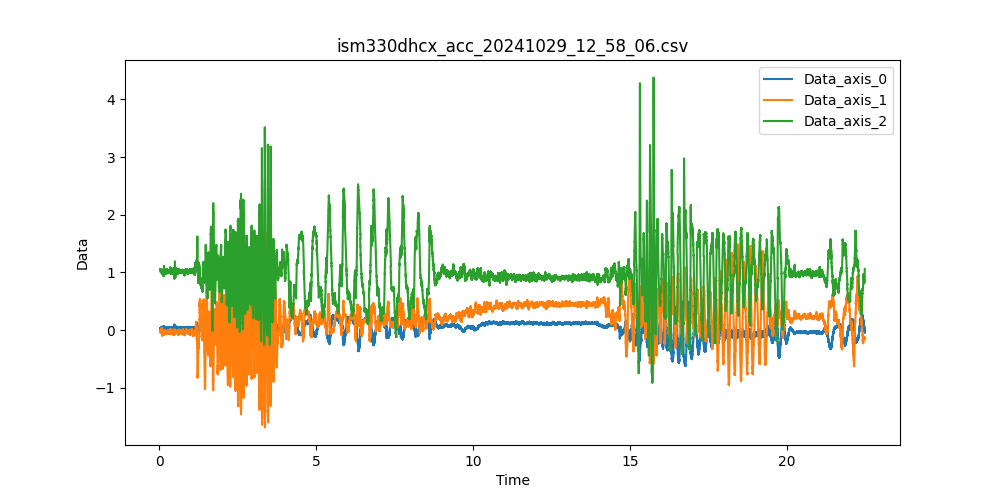 ism330dhcx_acc_20241029_12_58_06.csv
Data_axis_0
Data_axis_1
Data_axis_2
4
3
2
1
0
−1
Data
0
5
10
15
20
Time